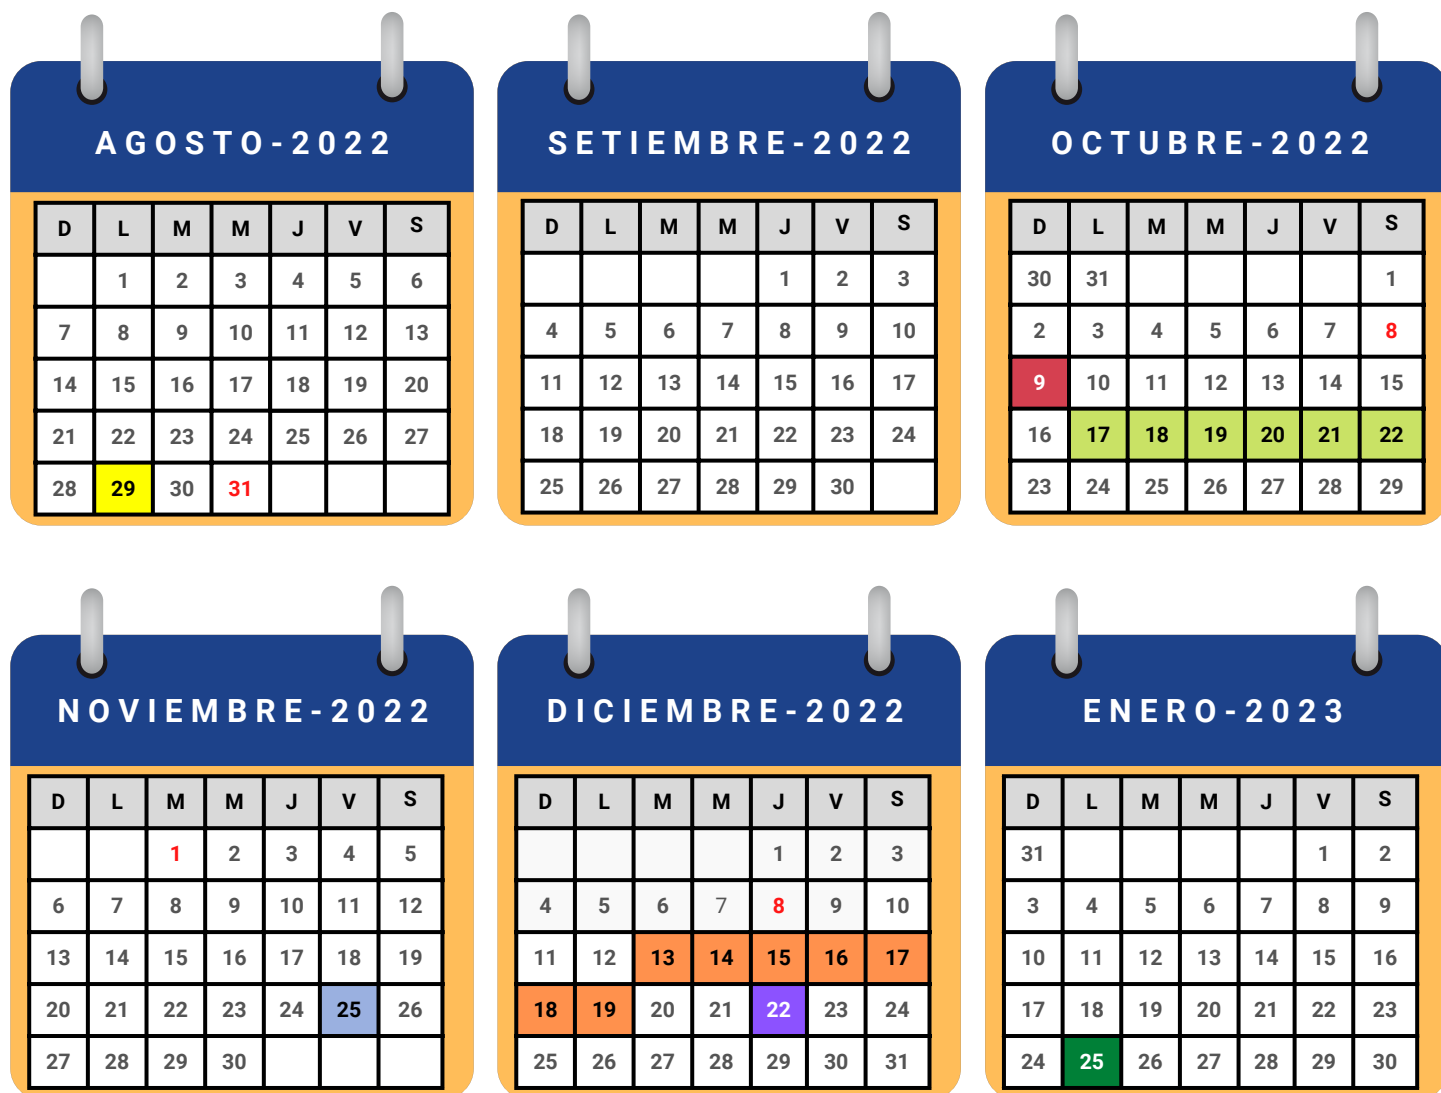 AGOSTO-2022
D L M M J V S
1 2 3 4 5 6
7 8 9 10 11 12 13
14 15 16 17 18 19 20
21 22 23 24 25 26 27
28 29 30 31
SETIEMBRE-2022
D L M M J V S
1 2 3
4 5 6 7 8 9 10
11 12 13 14 15 16 17
18 19 20 21 22 23 24
25 26 27 28 29 30
OCTUBRE-2022
D L M M J V S
30 31 1
2 3 4 5 6 7 8
9 10 11 12 13 14 15
16 17 18 19 20 21 22
23 24 25 26 27 28 29
NOVIEMBRE-2022
D L M M J V S
1 2 3 4 5
6 7 8 9 10 11 12
13 14 15 16 17 18 19
20 21 22 23 24 25 26
27 28 29 30
DICIEMBRE-2022
D L M M J V S
1 2 3
4 5 6 7 8 9 10
11 12 13 14 15 16 17
18 19 20 21 22 23 24
25 26 27 28 29 30 31
ENERO-2023
D L M M J V S
31 1 2
3 4 5 6 7 8 9
10 11 12 13 14 15 16
17 18 19 20 21 22 23
24 25 26 27 28 29 30